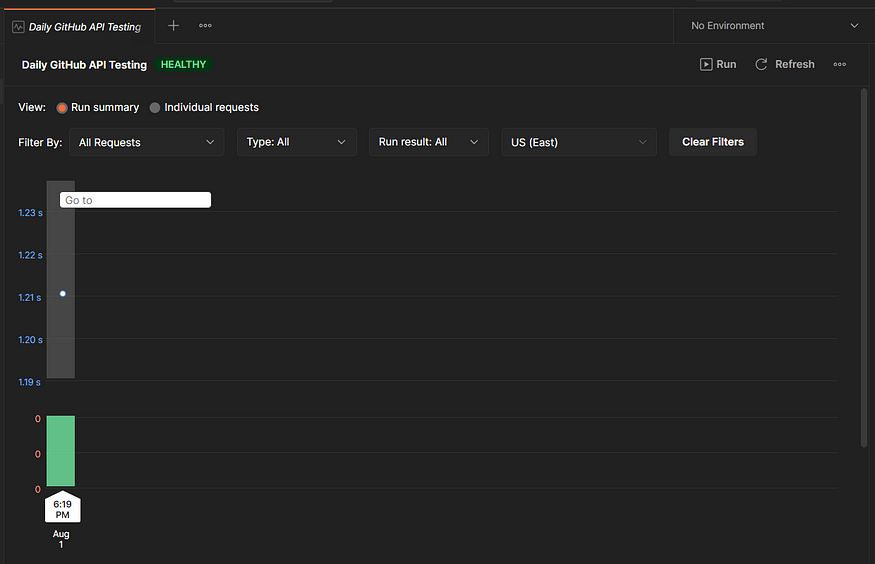 Daily GitHub API Testing
No Environment
Daily GitHub API Testing HEALTHY Run Refresh
View: Run summary Individual requests
Filter By: All Requests Type: All Run result: All US (East) Clear Filters
Go to
1.23 s
1.22 s
1.21 s
1.20 s
1.19 s
0
0
0
6:19
PM
Aug
1